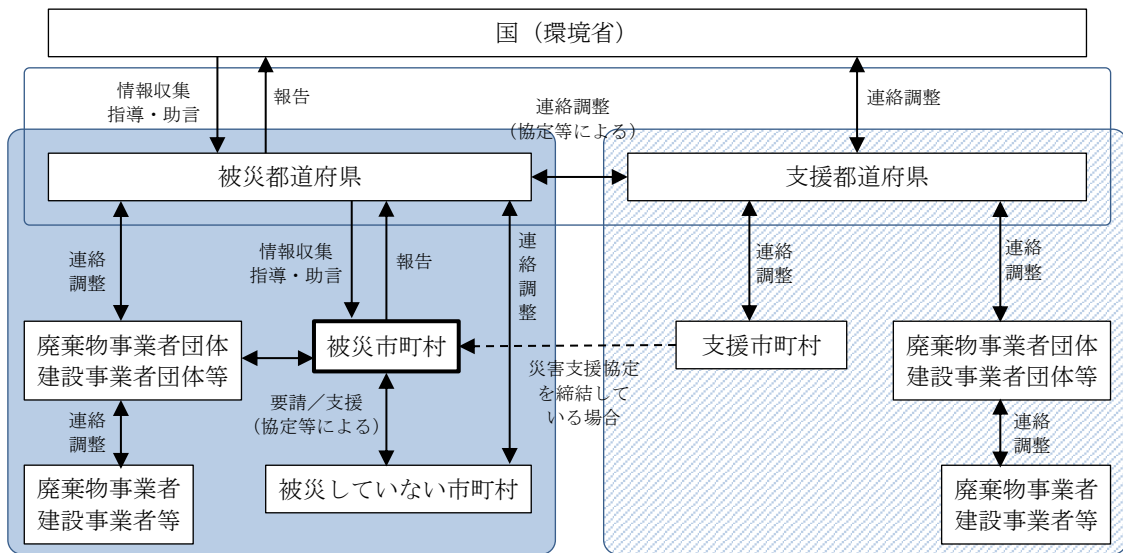 国（環境省）
情報収集
指導・助言
報告
連絡調整
（協定等による）
連絡調整
被災都道府県
支援都道府県
連絡
調整
情報収集
指導・助言
報告
連
絡
調
整
連絡
調整
連絡
調整
廃棄物事業者団体
建設事業者団体等
被災市町村
支援市町村
廃棄物事業者団体
建設事業者団体等
災害支援協定
を締結して
いる場合
連絡
調整
要請／支援
（協定等による）
連絡
調整
廃棄物事業者
建設事業者等
被災していない市町村
廃棄物事業者
建設事業者等